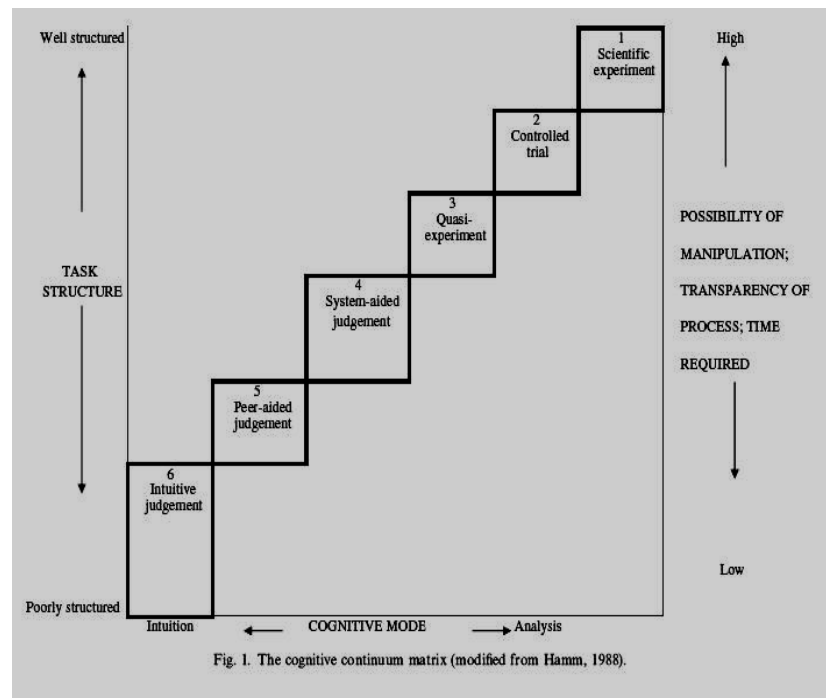 Well structured
1
Scientific
experiment
High
2
Controlled
trial
3
Quasi-
experiment
POSSIBILITY OF
MANIPULATION;
TRANSPARENCY OF
PROCESS; TIME
REQUIRED
TASK
STRUCTURE
4
System-aided
judgement
5
Peer-aided
judgement
6
Intuitive
judgement
Low
Poorly structured
Intuition COGNITIVE MODE Analysis
Fig. 1. The cognitive continuum matrix (modified from Hamm, 1988).